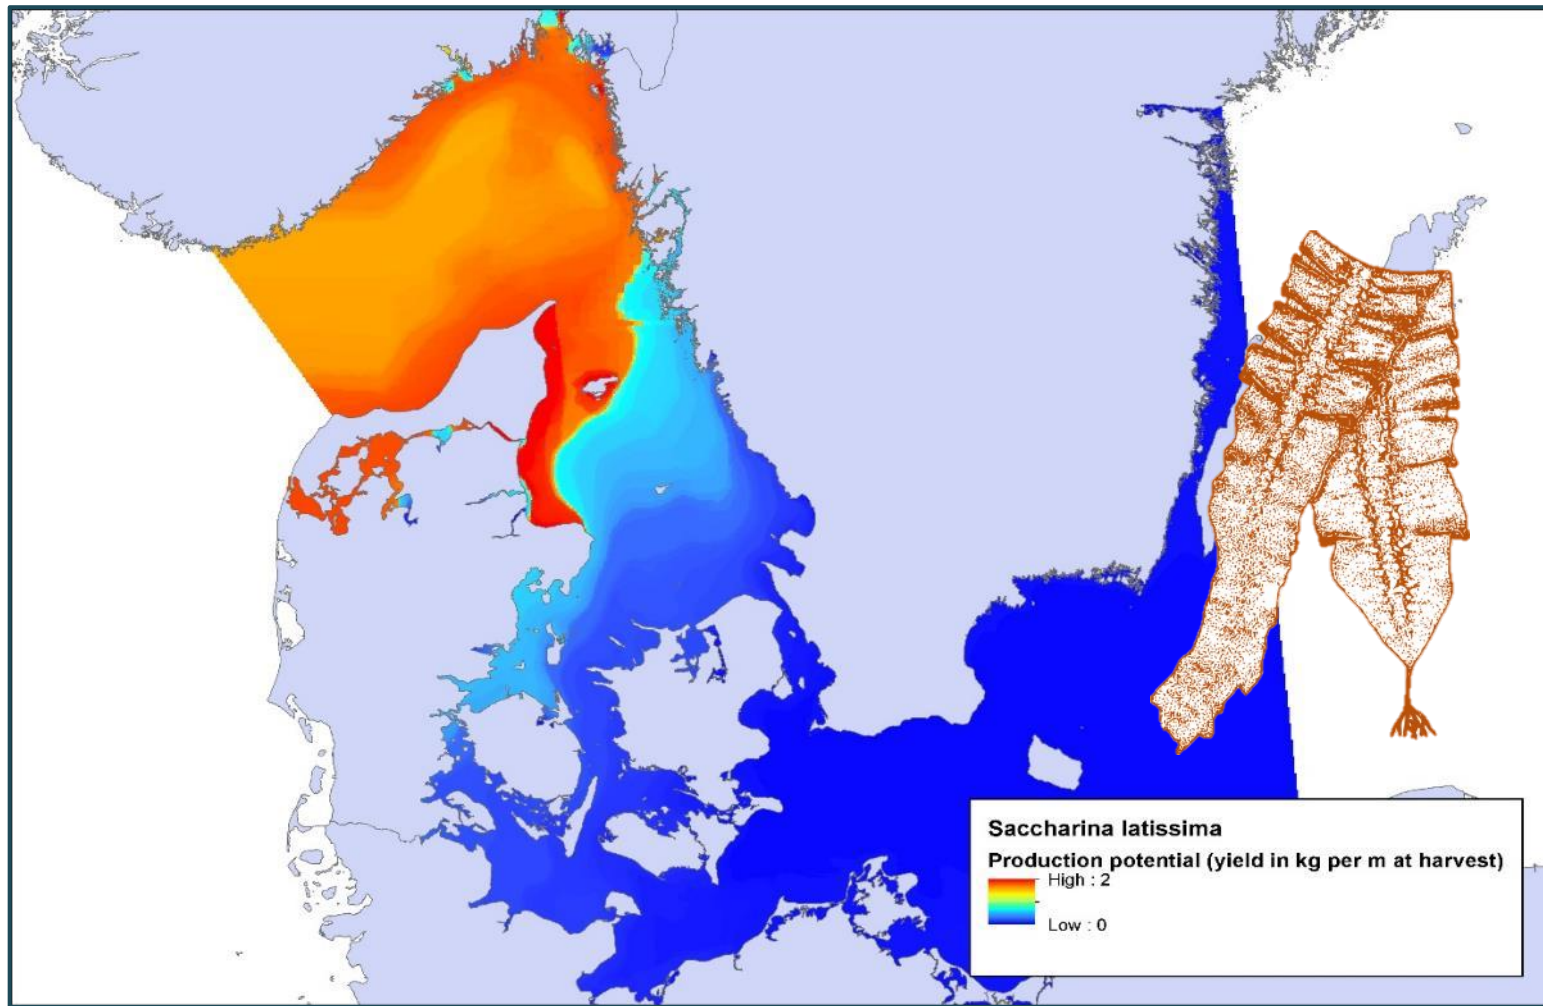 Saccharina latissima
Production potential (yield in kg per m at harvest)
High : 2
Low : 0